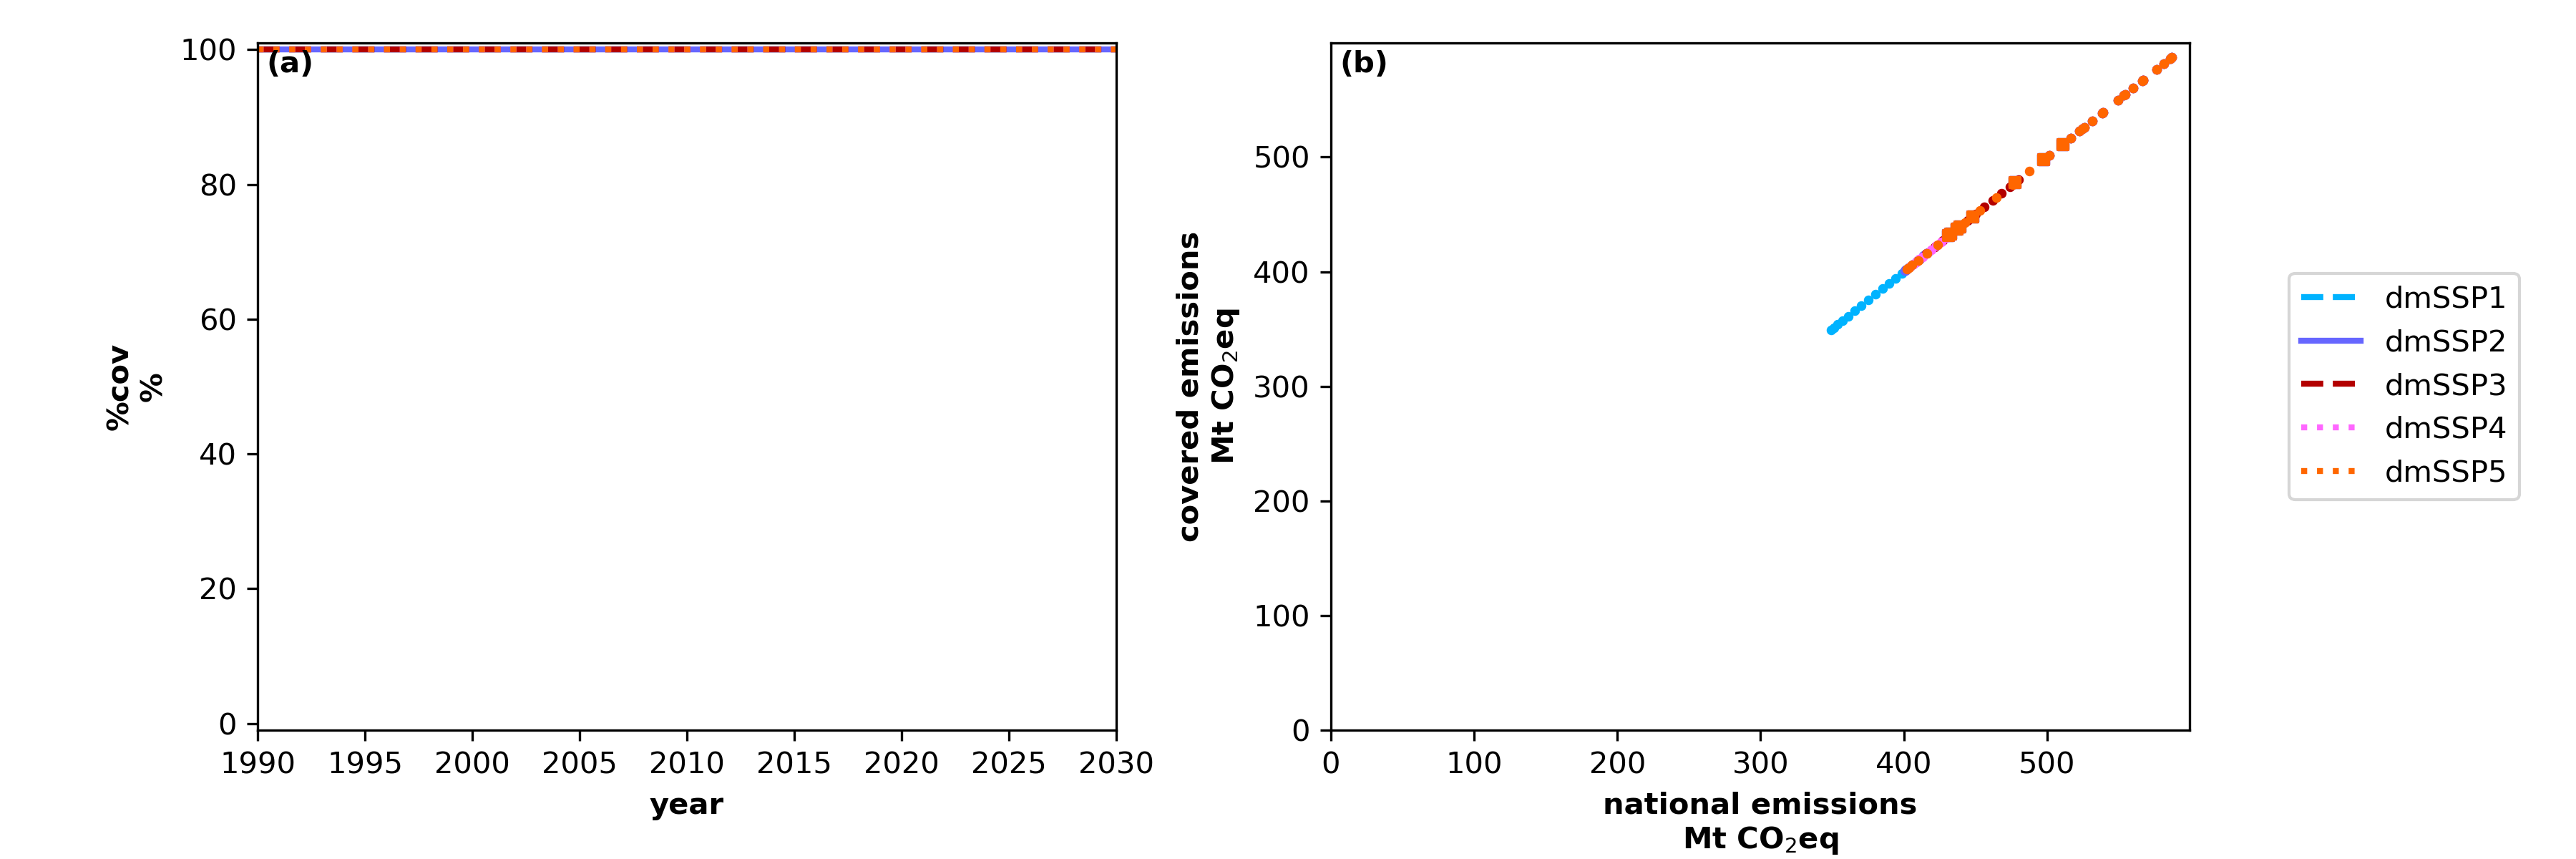 (a)
100
80
60
40
20
0
%cov
%
1990 1995 2000 2005 2010 2015 2020 2025 2030
year
(b)
500
400
300
200
100
0
covered emissions
Mt CO₂eq
0 100 200 300 400 500
national emissions
Mt CO₂eq
dmSSP1
dmSSP2
dmSSP3
dmSSP4
dmSSP5